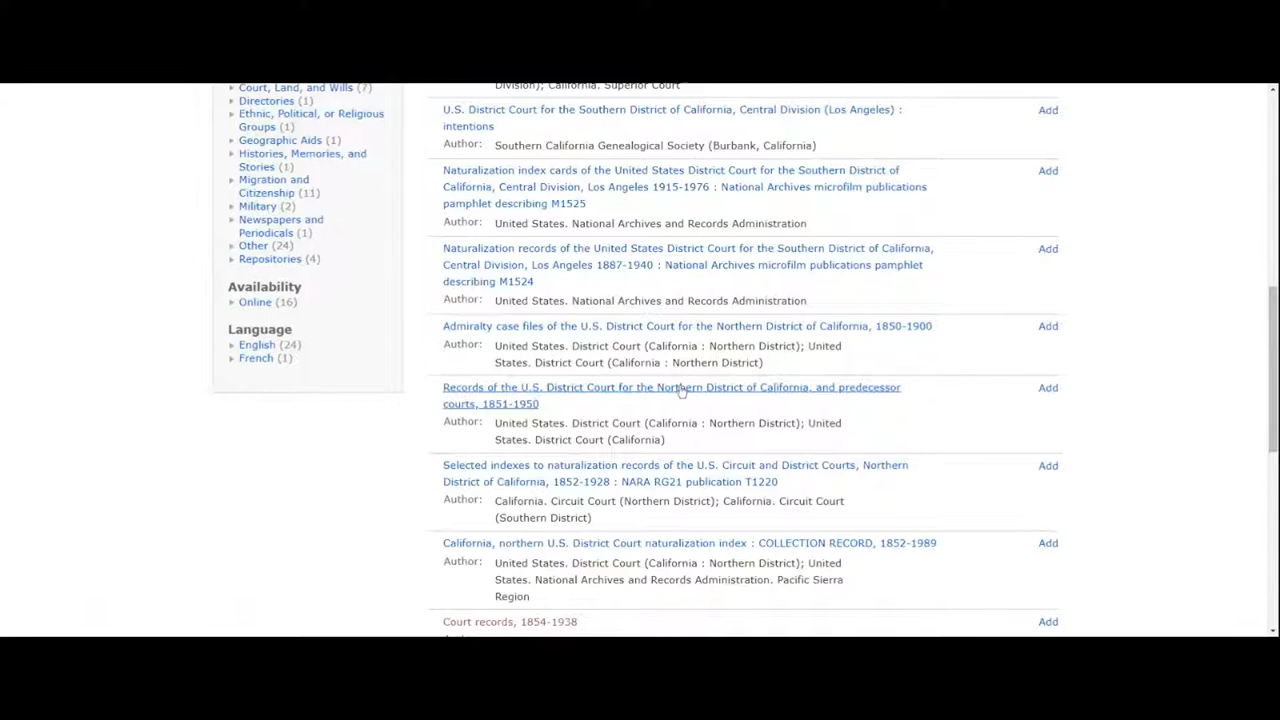 Court, Land, and Wills (7)
Directories (1)
Ethnic, Political, or Religious
Groups (1)
Geographic Aids (1)
Histories, Memories, and
Stories (1)
Migration and
Citizenship (11)
Military (2)
Newspapers and
Periodicals (1)
Other (24)
Repositories (4)
Availability
Online (16)
Language
English (24)
French (1)
Division); California. Superior Court
U.S. District Court for the Southern District of California, Central Division (Los Angeles) : Add
intentions
Author: Southern California Genealogical Society (Burbank, California)
Naturalization index cards of the United States District Court for the Southern District of Add
California, Central Division, Los Angeles 1915-1976 : National Archives microfilm publications
pamphlet describing M1525
Author: United States. National Archives and Records Administration
Naturalization records of the United States District Court for the Southern District of California, Add
Central Division, Los Angeles 1887-1940 : National Archives microfilm publications pamphlet
describing M1524
Author: United States. National Archives and Records Administration
Admiralty case files of the U.S. District Court for the Northern District of California, 1850-1900 Add
Author: United States. District Court (California : Northern District); United
States. District Court (California : Northern District)
Records of the U.S. District Court for the Northern District of California, and predecessor Add
courts, 1851-1950
Author: United States. District Court (California : Northern District); United
States. District Court (California)
Selected indexes to naturalization records of the U.S. Circuit and District Courts, Northern Add
District of California, 1852-1928 : NARA RG21 publication T1220
Author: California. Circuit Court (Northern District); California. Circuit Court
(Southern District)
California, northern U.S. District Court naturalization index : COLLECTION RECORD, 1852-1989 Add
Author: United States. District Court (California : Northern District); United
States. National Archives and Records Administration. Pacific Sierra
Region
Court records, 1854-1938 Add